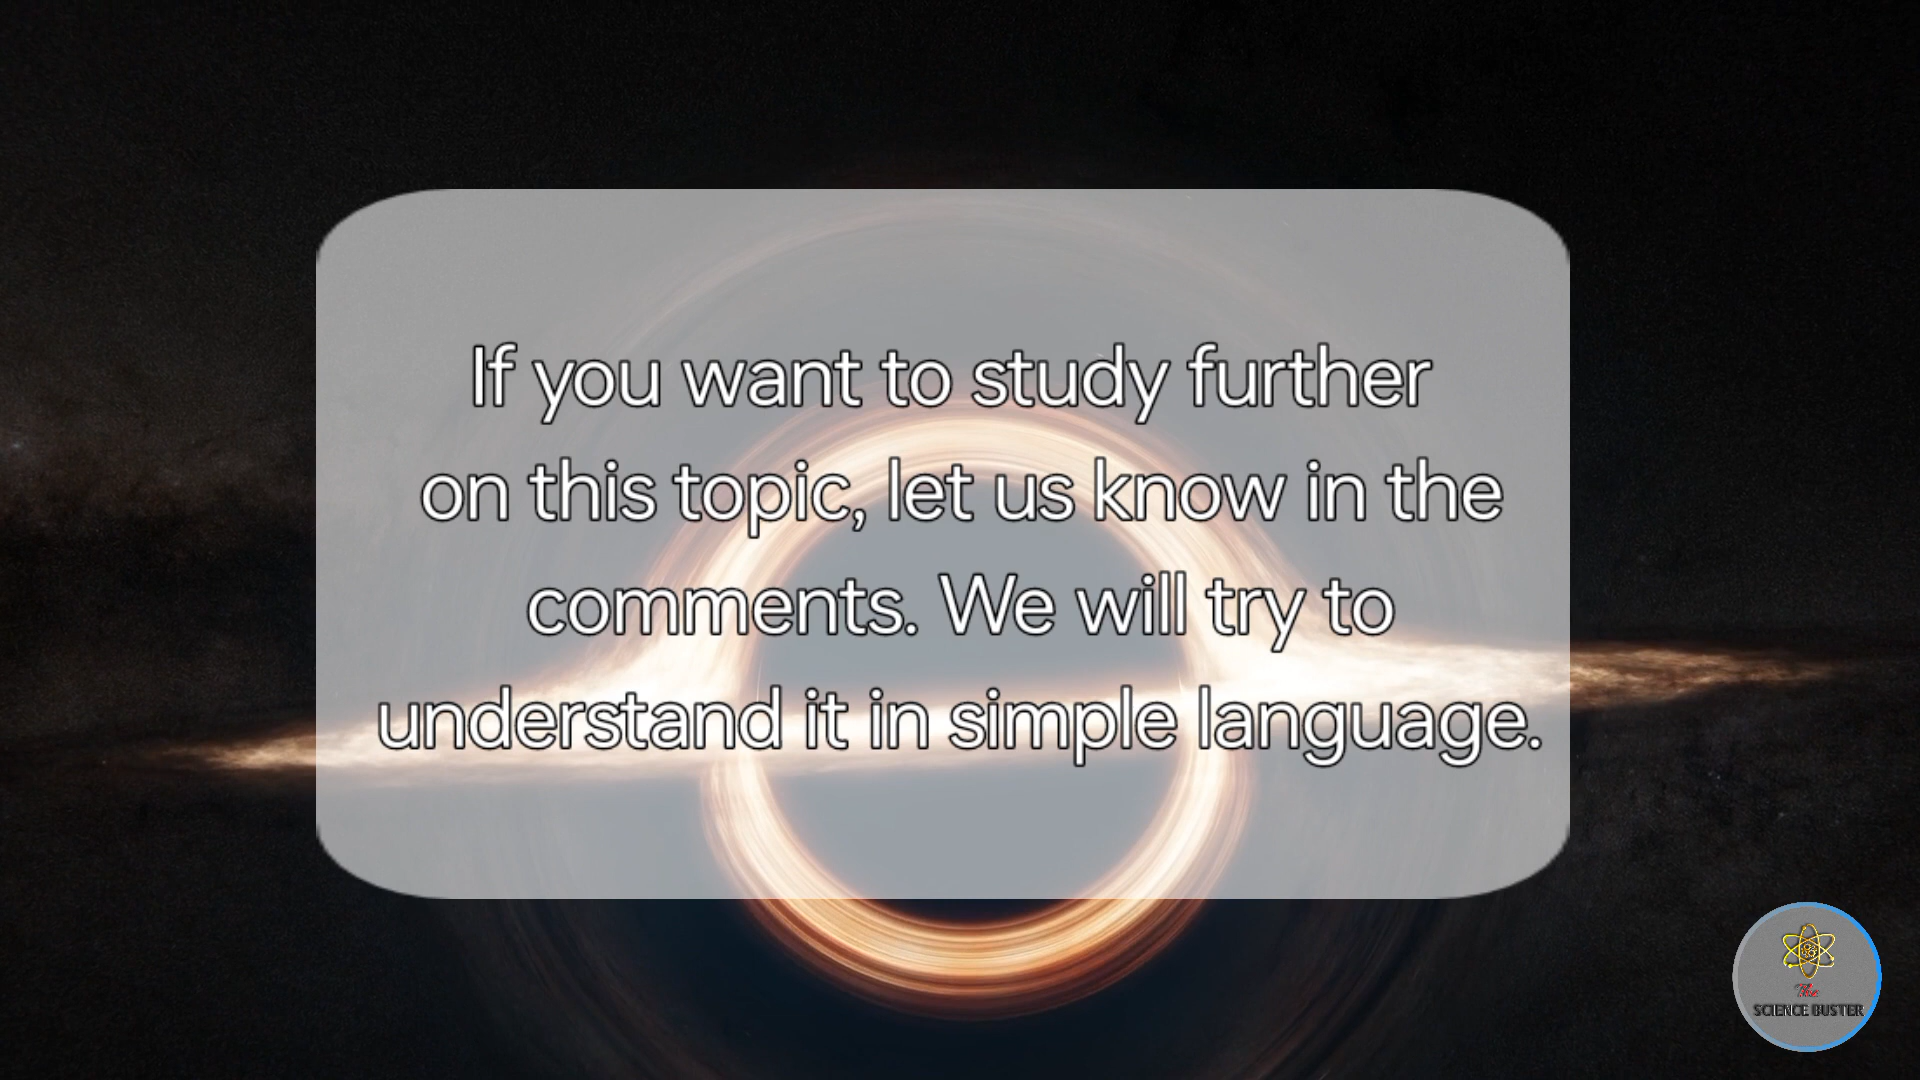 If you want to study further
on this topic, let us know in the
comments. We will try to
understand it in simple language.
The
SCIENCE BUSTER